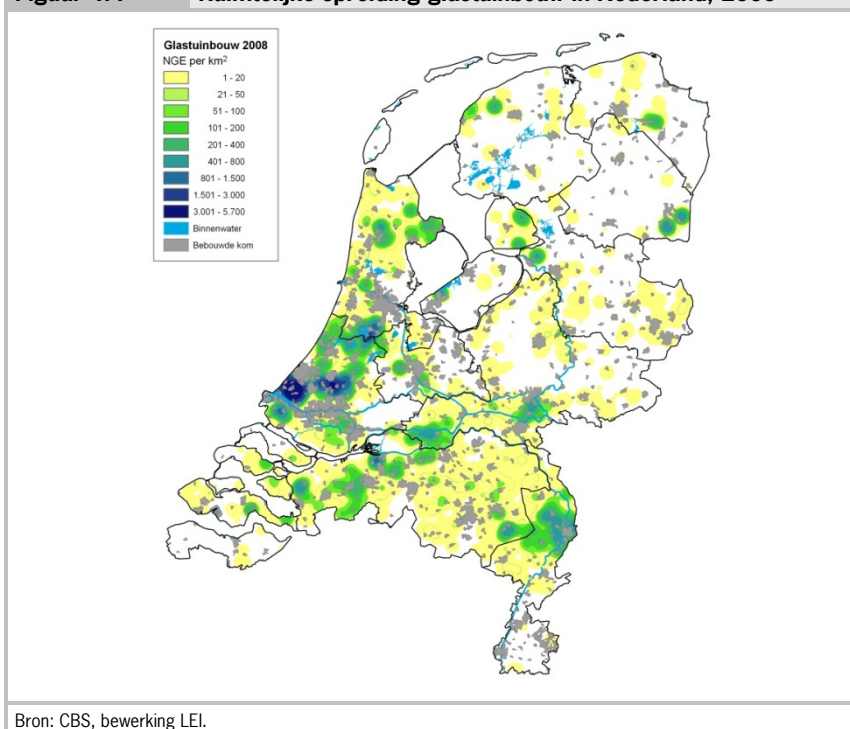 Glastuinbouw 2008
NGE per km²
1 - 20
21 - 50
51 - 100
101 - 200
201 - 400
401 - 800
801 - 1.500
1.501 - 3.000
3.001 - 5.700
Binnenwater
Bebouwde kom
Bron: CBS, bewerking LEI.